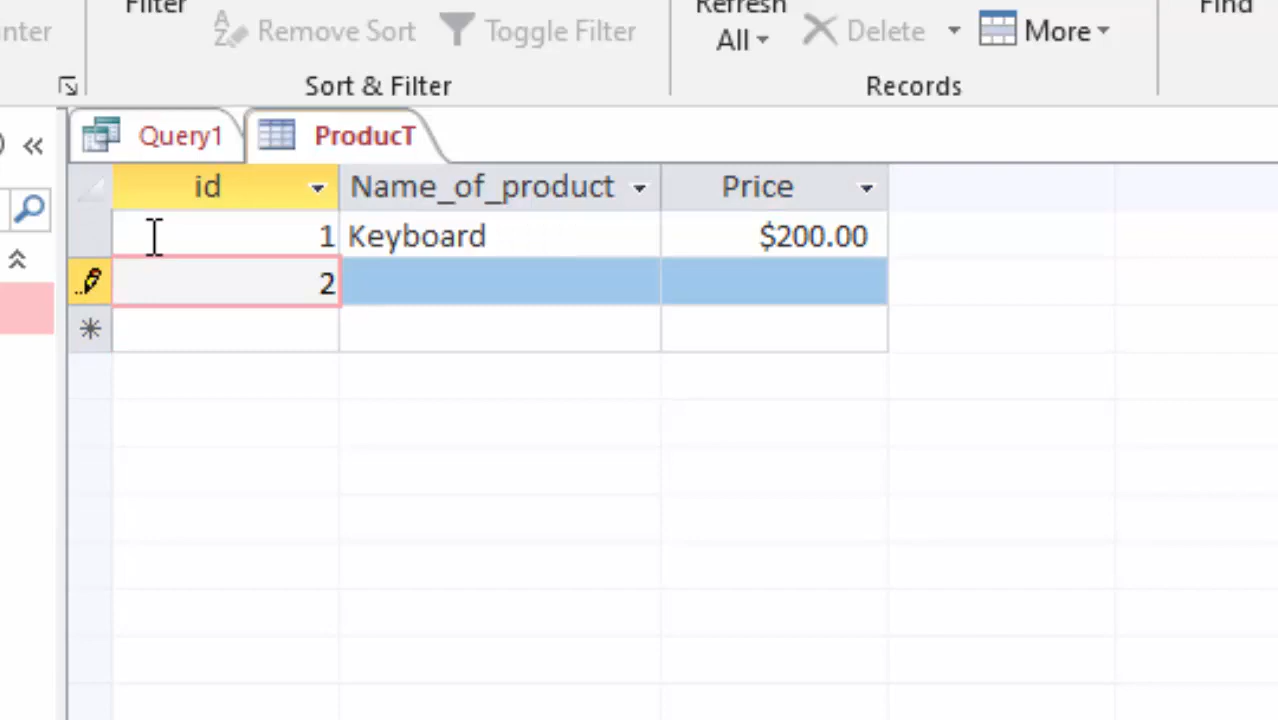 Filter
Refresh
Find
nter
Remove Sort
Toggle Filter
All
Delete
More
Sort & Filter
Records
Query1
ProducT
id
Name_of_product
Price
1
Keyboard
$200.00
2